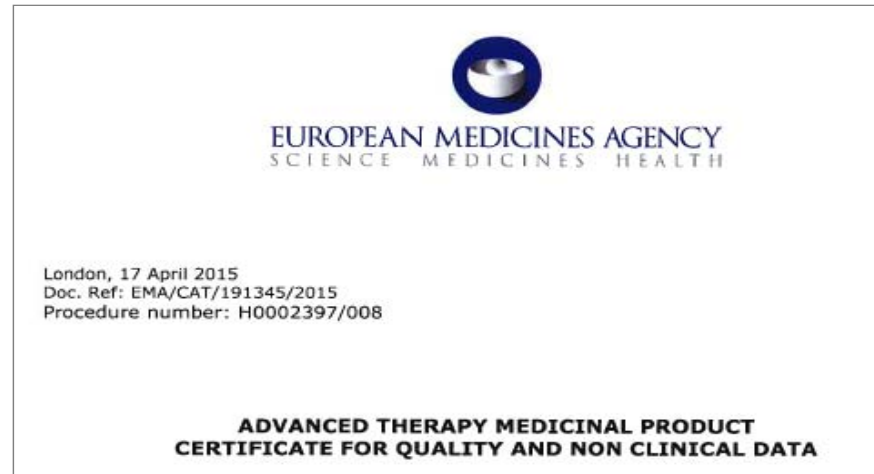 EUROPEAN MEDICINES AGENCY
SCIENCE MEDICINES HEALTH
London, 17 April 2015
Doc. Ref: EMA/CAT/191345/2015
Procedure number: H0002397/008
ADVANCED THERAPY MEDICINAL PRODUCT
CERTIFICATE FOR QUALITY AND NON CLINICAL DATA